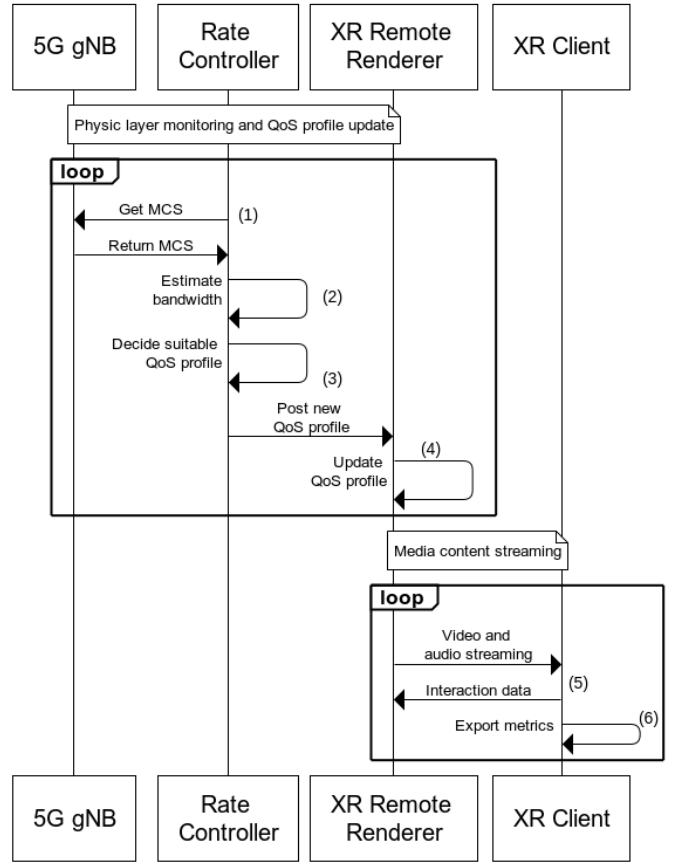 5G gNB
Rate
Controller
XR Remote
Renderer
XR Client
Physic layer monitoring and QoS profile update
loop
Get MCS
(1)
Return MCS
Estimate
bandwidth
(2)
Decide suitable
QoS profile
(3)
Post new
QoS profile
(4)
Update
QoS profile
Media content streaming
loop
Video and
audio streaming
(5)
Interaction data
(6)
Export metrics
5G gNB
Rate
Controller
XR Remote
Renderer
XR Client